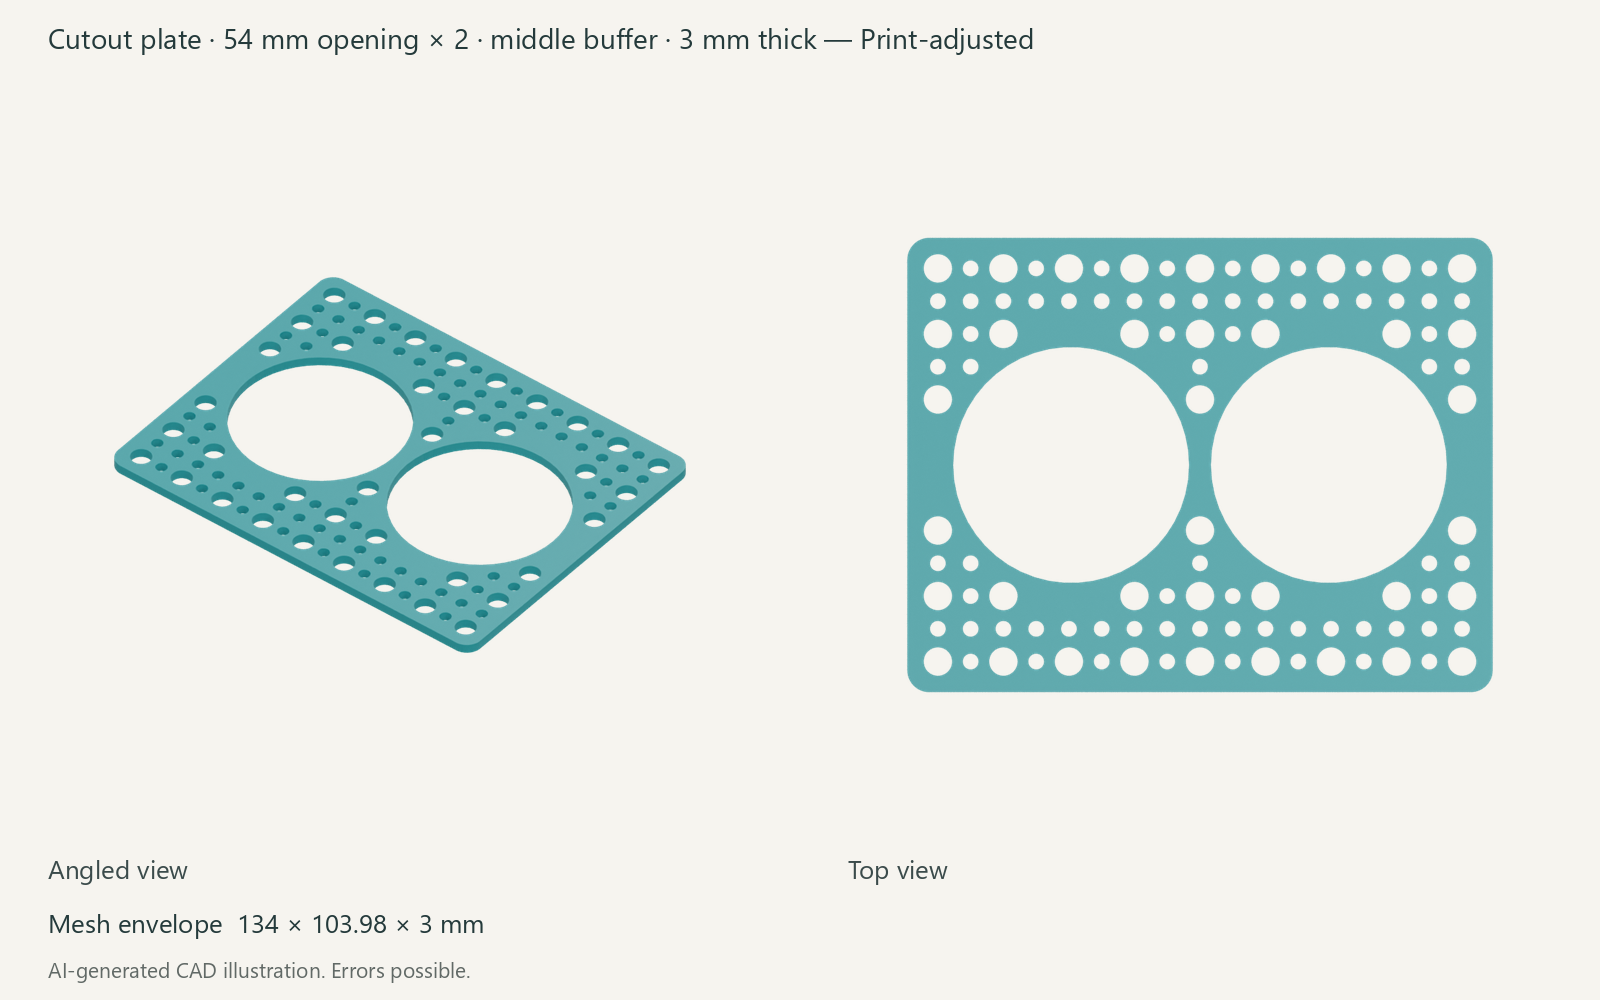 Cutout plate · 54 mm opening × 2 · middle buffer · 3 mm thick — Print-adjusted
Angled view
Top view
Mesh envelope 134 × 103.98 × 3 mm
AI-generated CAD illustration. Errors possible.